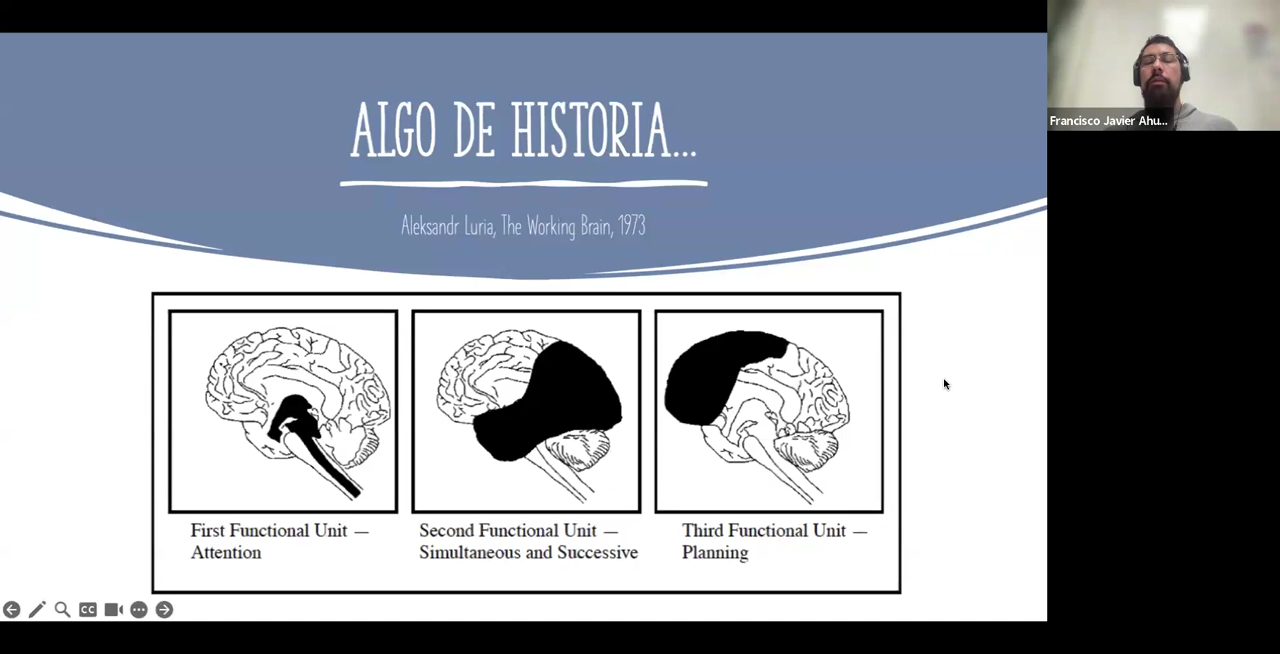 ALGO DE HISTORIA...
Aleksandr Luria, The Working Brain, 1973
First Functional Unit —
Attention
Second Functional Unit —
Simultaneous and Successive
Third Functional Unit —
Planning
Francisco Javier Ahu...
CC